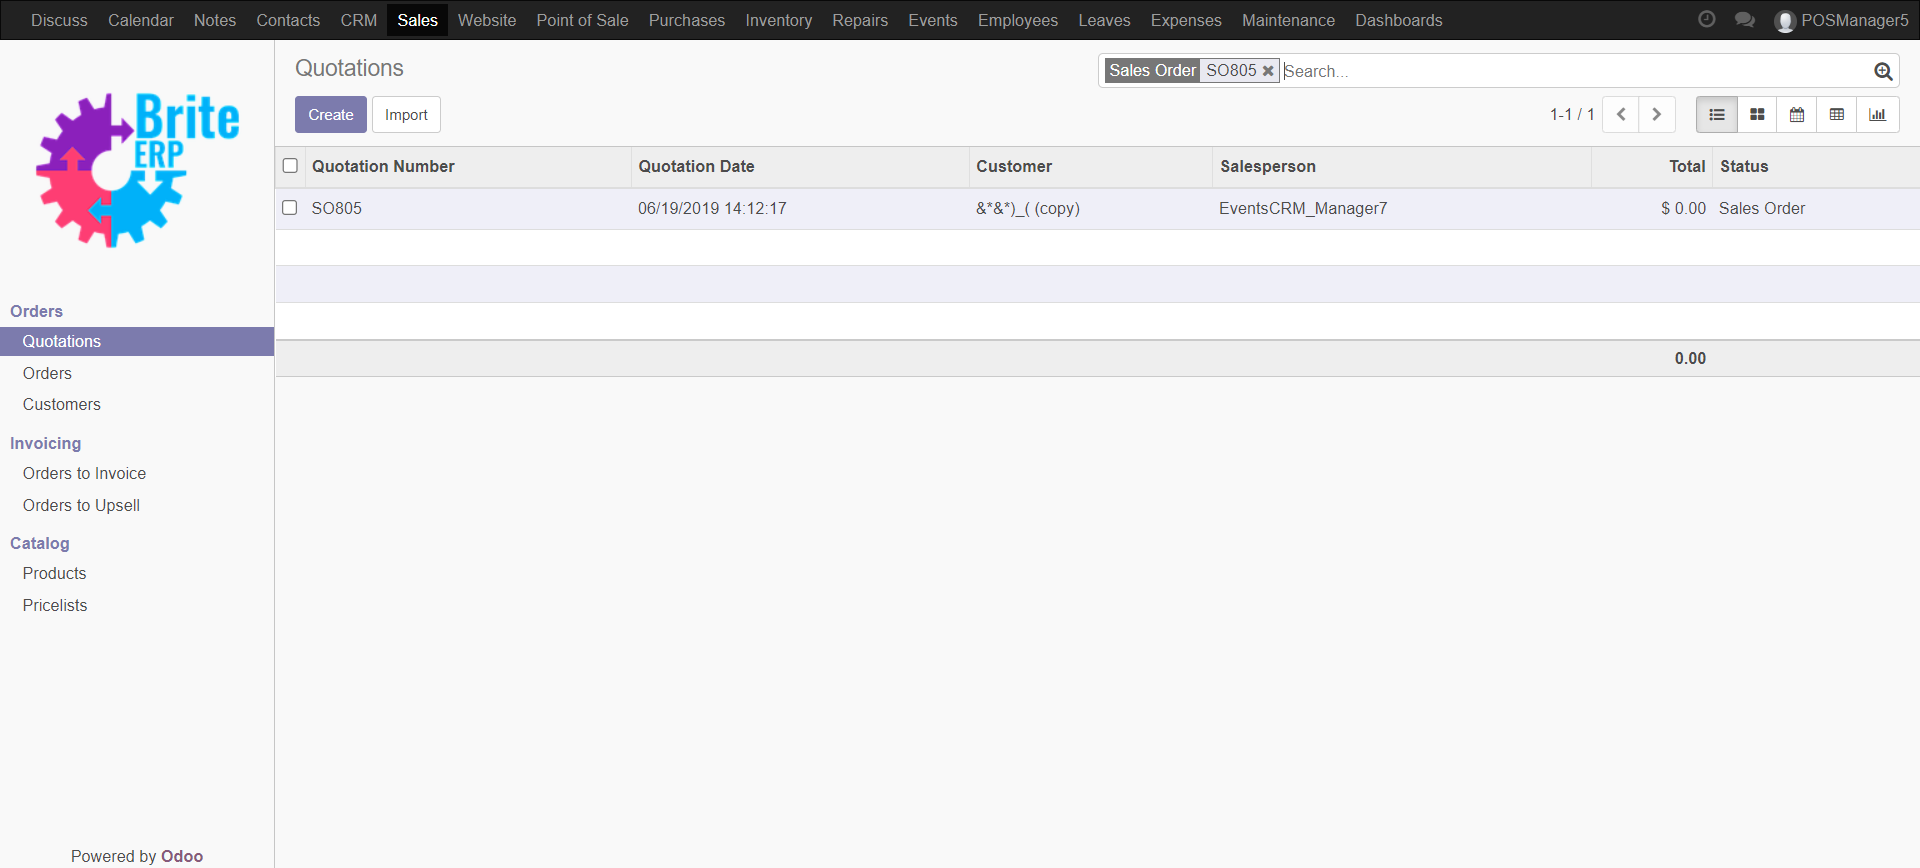 Discuss Calendar Notes Contacts CRM Sales Website Point of Sale Purchases Inventory Repairs Events Employees Leaves Expenses Maintenance Dashboards POSManager5
Brite
ERP
Quotations
Sales Order SO805 Search...
Create Import
1-1 / 1
Quotation Number Quotation Date Customer Salesperson Total Status
SO805 06/19/2019 14:12:17 &*&*)_( (copy) EventsCRM_Manager7 $ 0.00 Sales Order
0.00
Orders
Quotations
Orders
Customers
Invoicing
Orders to Invoice
Orders to Upsell
Catalog
Products
Pricelists
Powered by Odoo